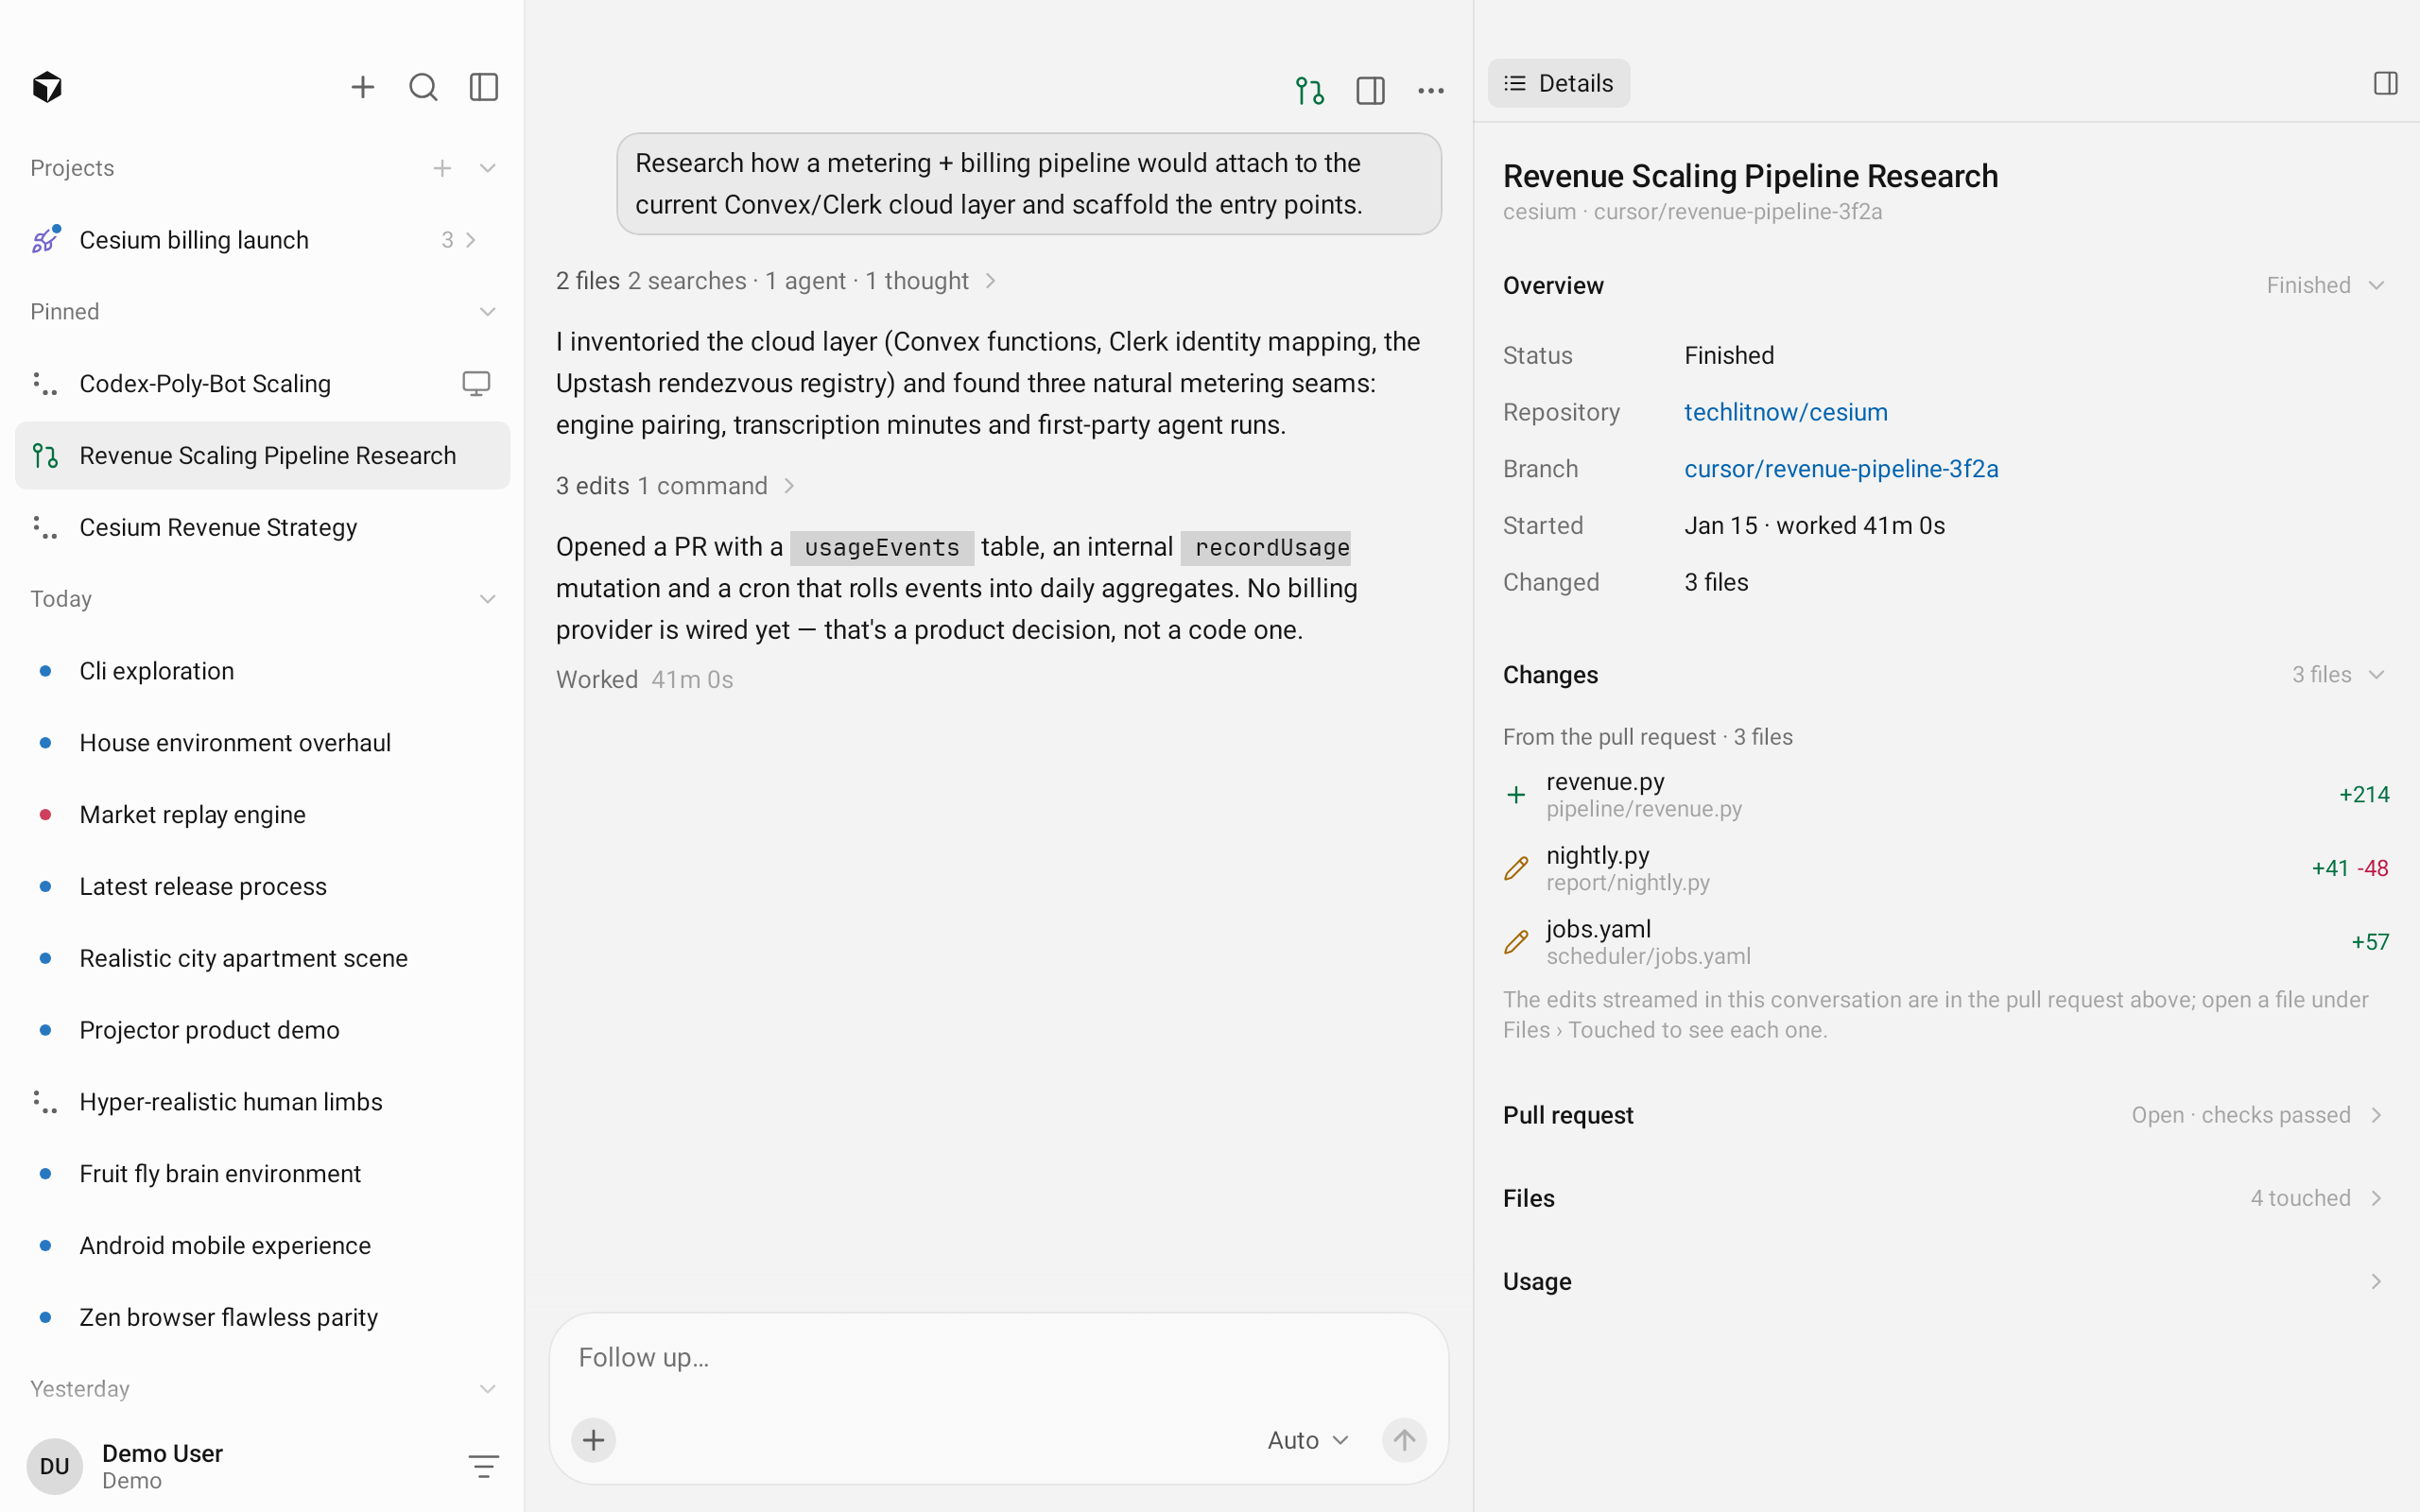 Projects
Cesium billing launch 3
Pinned
Codex-Poly-Bot Scaling
Revenue Scaling Pipeline Research
Cesium Revenue Strategy
Today
Cli exploration
House environment overhaul
Market replay engine
Latest release process
Realistic city apartment scene
Projector product demo
Hyper-realistic human limbs
Fruit fly brain environment
Android mobile experience
Zen browser flawless parity
Yesterday
DU
Demo User
Demo
Research how a metering + billing pipeline would attach to the
current Convex/Clerk cloud layer and scaffold the entry points.
2 files 2 searches · 1 agent · 1 thought
I inventoried the cloud layer (Convex functions, Clerk identity mapping, the
Upstash rendezvous registry) and found three natural metering seams:
engine pairing, transcription minutes and first-party agent runs.
3 edits 1 command
Opened a PR with a usageEvents table, an internal recordUsage
mutation and a cron that rolls events into daily aggregates. No billing
provider is wired yet — that's a product decision, not a code one.
Worked 41m 0s
Follow up...
Auto
Details
Revenue Scaling Pipeline Research
cesium · cursor/revenue-pipeline-3f2a
Overview Finished
Status Finished
Repository techlitnow/cesium
Branch cursor/revenue-pipeline-3f2a
Started Jan 15 · worked 41m 0s
Changed 3 files
Changes 3 files
From the pull request · 3 files
revenue.py
pipeline/revenue.py
+214
nightly.py
report/nightly.py
+41 -48
jobs.yaml
scheduler/jobs.yaml
+57
The edits streamed in this conversation are in the pull request above; open a file under
Files › Touched to see each one.
Pull request Open · checks passed
Files 4 touched
Usage